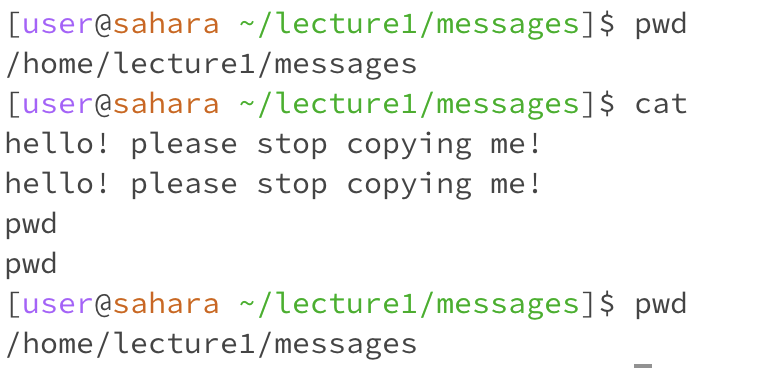 [user@sahara ~/lecture1/messages]$ pwd
/home/lecture1/messages
[user@sahara ~/lecture1/messages]$ cat
hello! please stop copying me!
hello! please stop copying me!
pwd
pwd
[user@sahara ~/lecture1/messages]$ pwd
/home/lecture1/messages